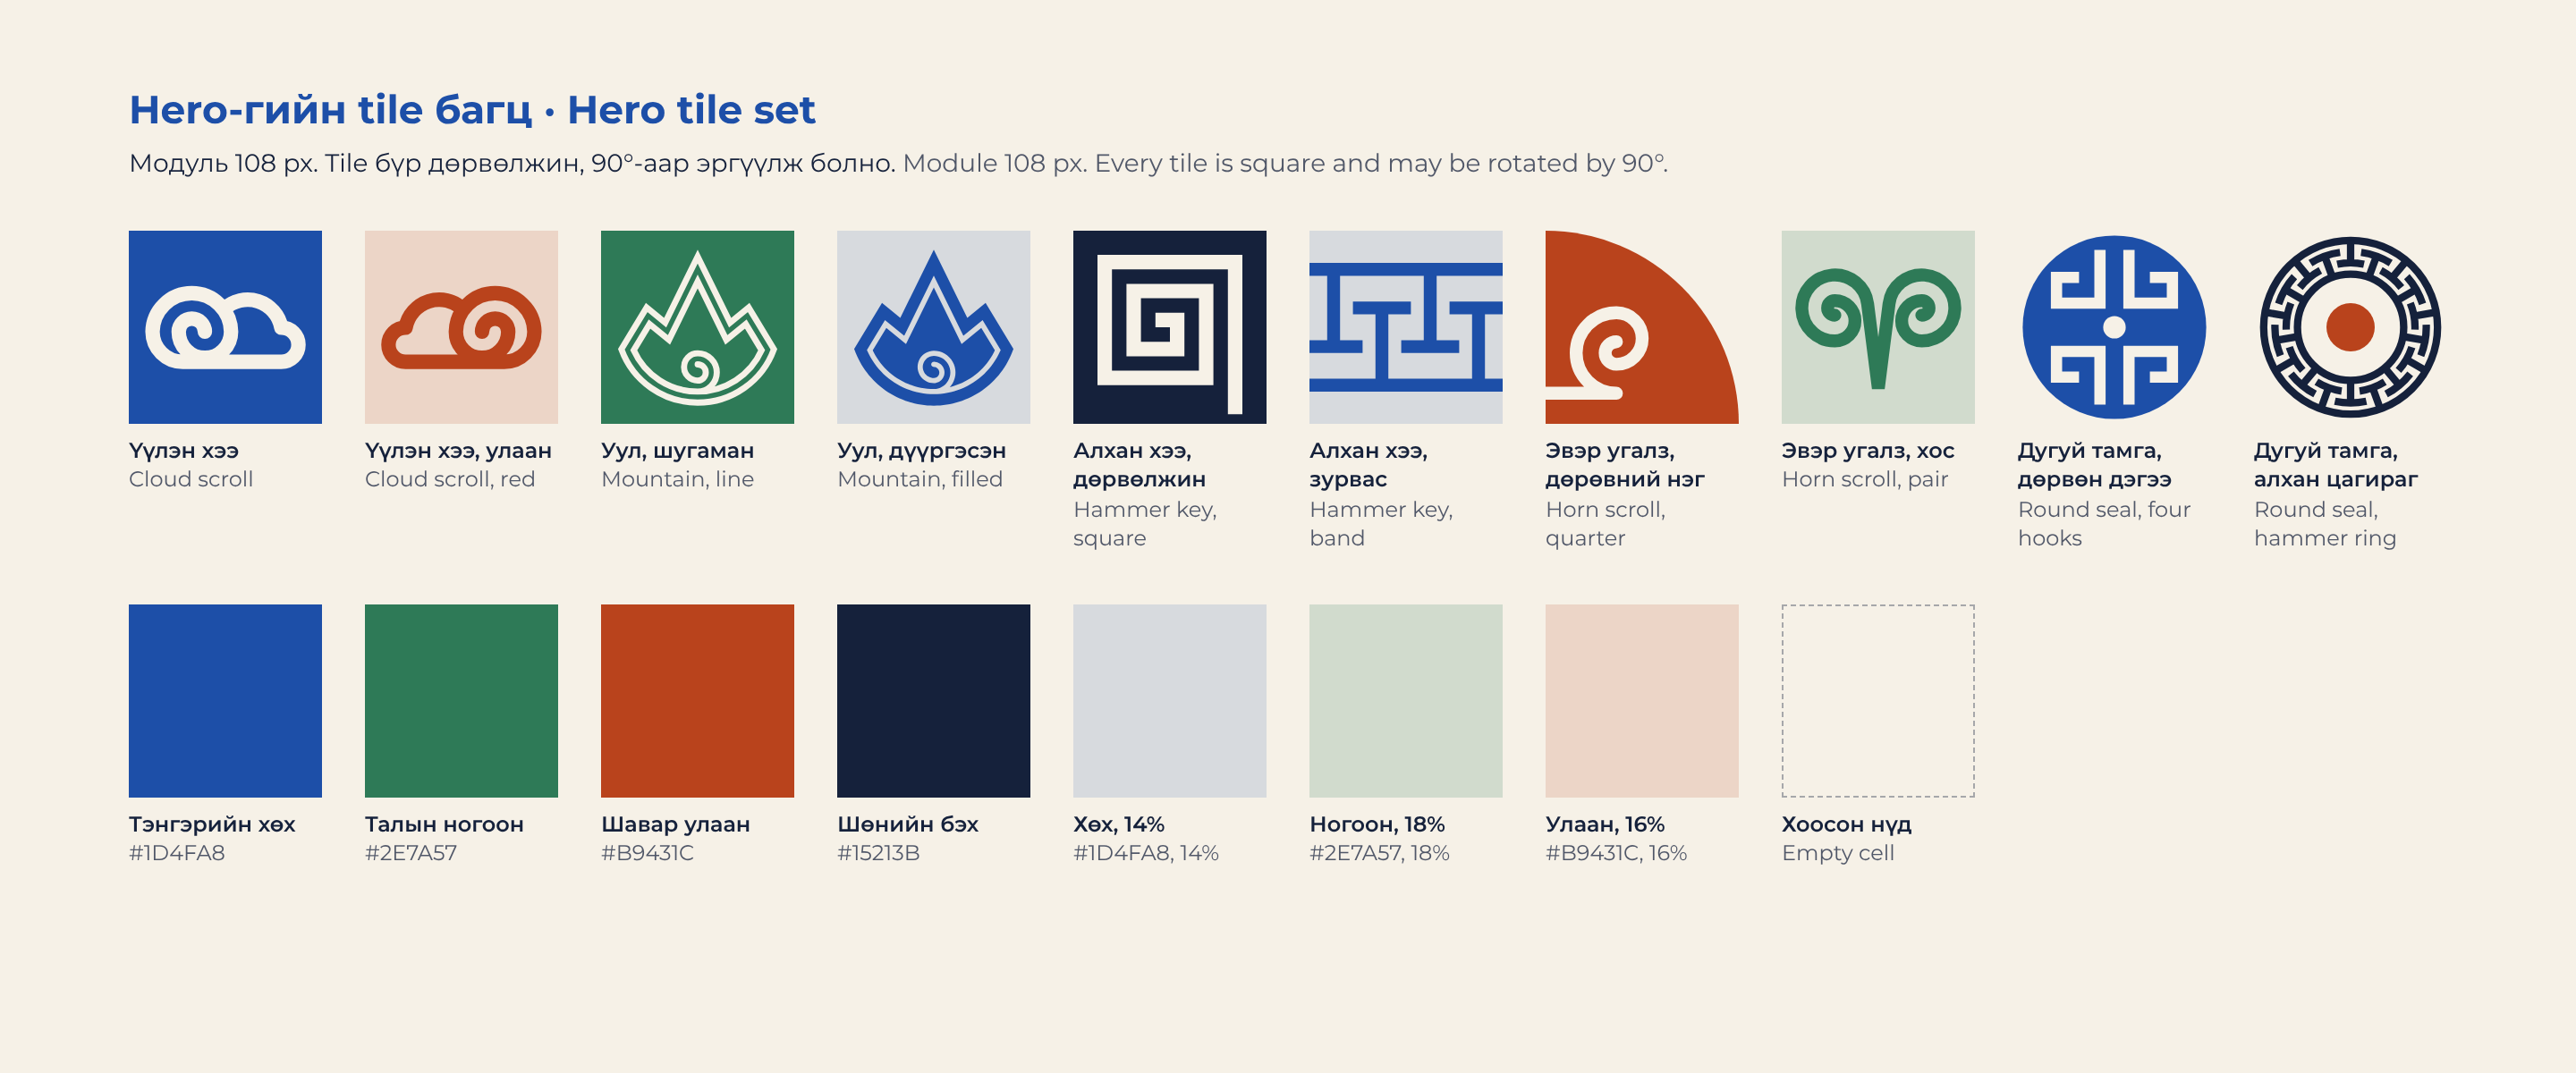 Hero-гийн tile багц · Hero tile set
Модуль 108 px. Tile бүр дөрвөлжин, 90°-аар эргүүлж болно. Module 108 px. Every tile is square and may be rotated by 90°.
Үүлэн хээ
Cloud scroll
Үүлэн хээ, улаан
Cloud scroll, red
Уул, шугаман
Mountain, line
Уул, дүүргэсэн
Mountain, filled
Алхан хээ,
дөрвөлжин
Hammer key,
square
Алхан хээ,
зурвас
Hammer key,
band
Эвэр угалз,
дөрөвний нэг
Horn scroll,
quarter
Эвэр угалз, хос
Horn scroll, pair
Дугуй тамга,
дөрвөн дэгээ
Round seal, four
hooks
Дугуй тамга,
алхан цагираг
Round seal,
hammer ring
Тэнгэрийн хөх
#1D4FA8
Талын ногоон
#2E7A57
Шавар улаан
#B9431C
Шөнийн бэх
#15213B
Хөх, 14%
#1D4FA8, 14%
Ногоон, 18%
#2E7A57, 18%
Улаан, 16%
#B9431C, 16%
Хоосон нүд
Empty cell